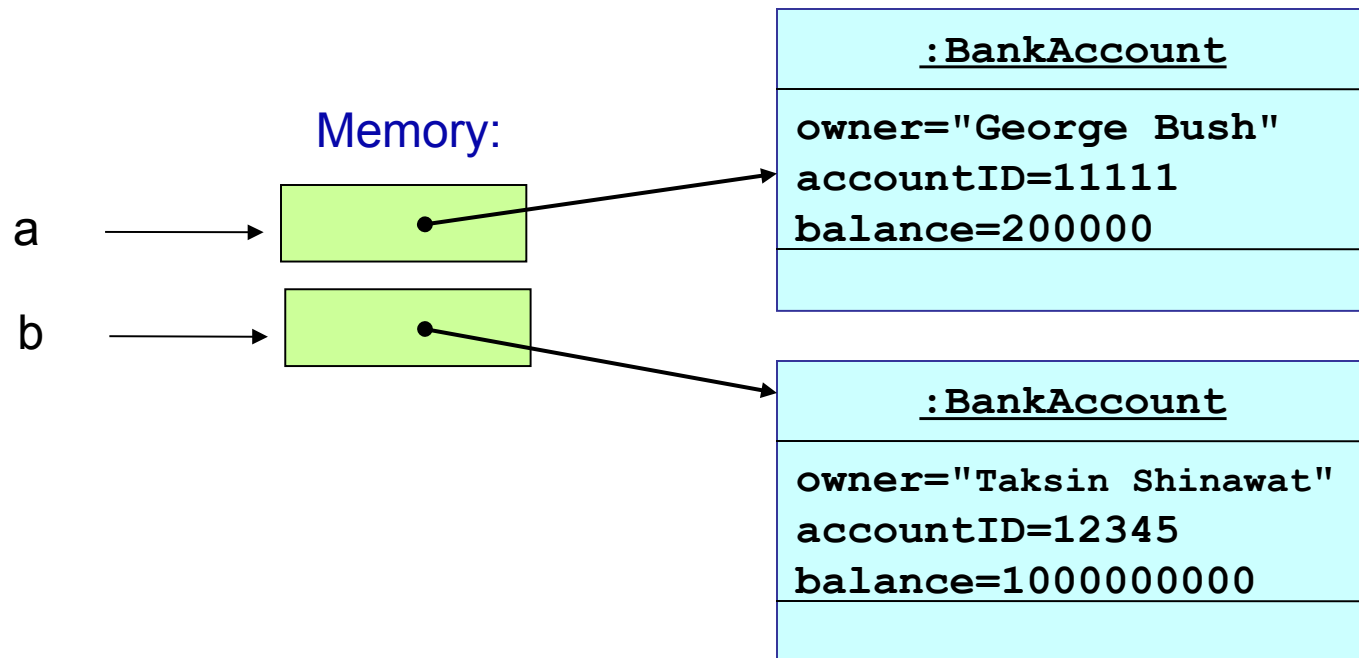 :BankAccount
Memory:
owner="George Bush"
accountID=11111
balance=200000
a
b
:BankAccount
owner="Taksin Shinawat"
accountID=12345
balance=1000000000